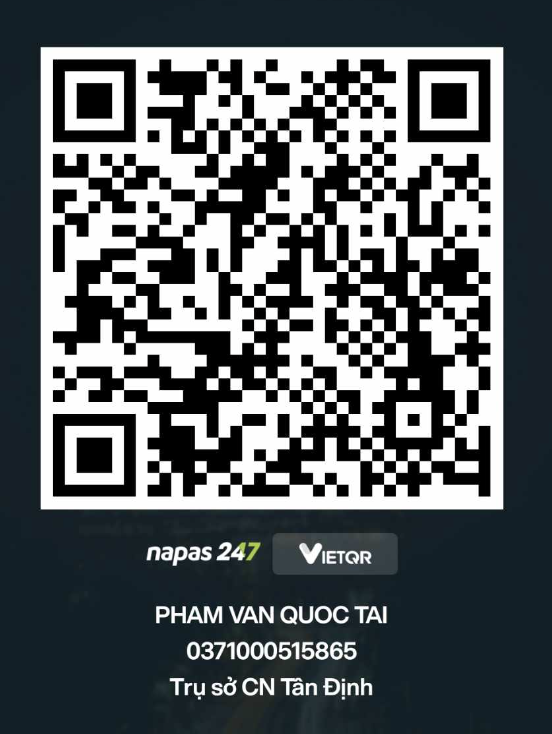 napas 247 VIETQR
PHAM VAN QUOC TAI
0371000515865
Trụ sở CN Tân Định